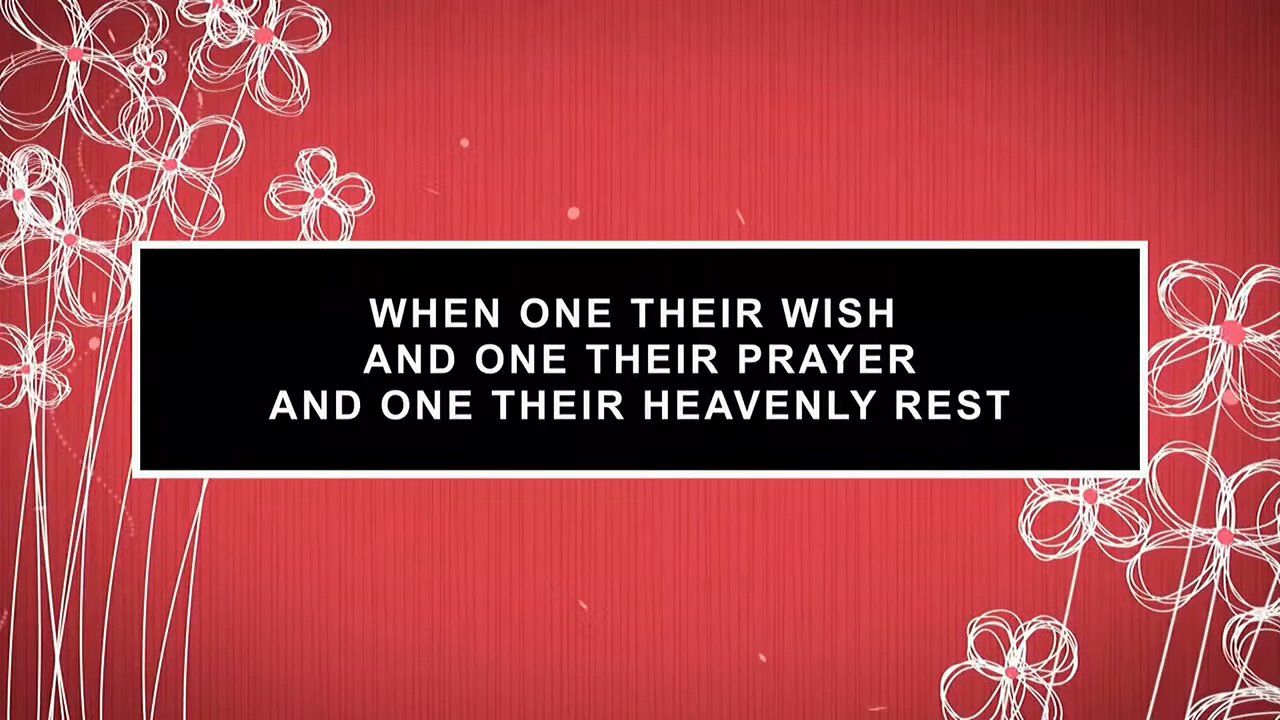 WHEN ONE THEIR WISH
AND ONE THEIR PRAYER
AND ONE THEIR HEAVENLY REST